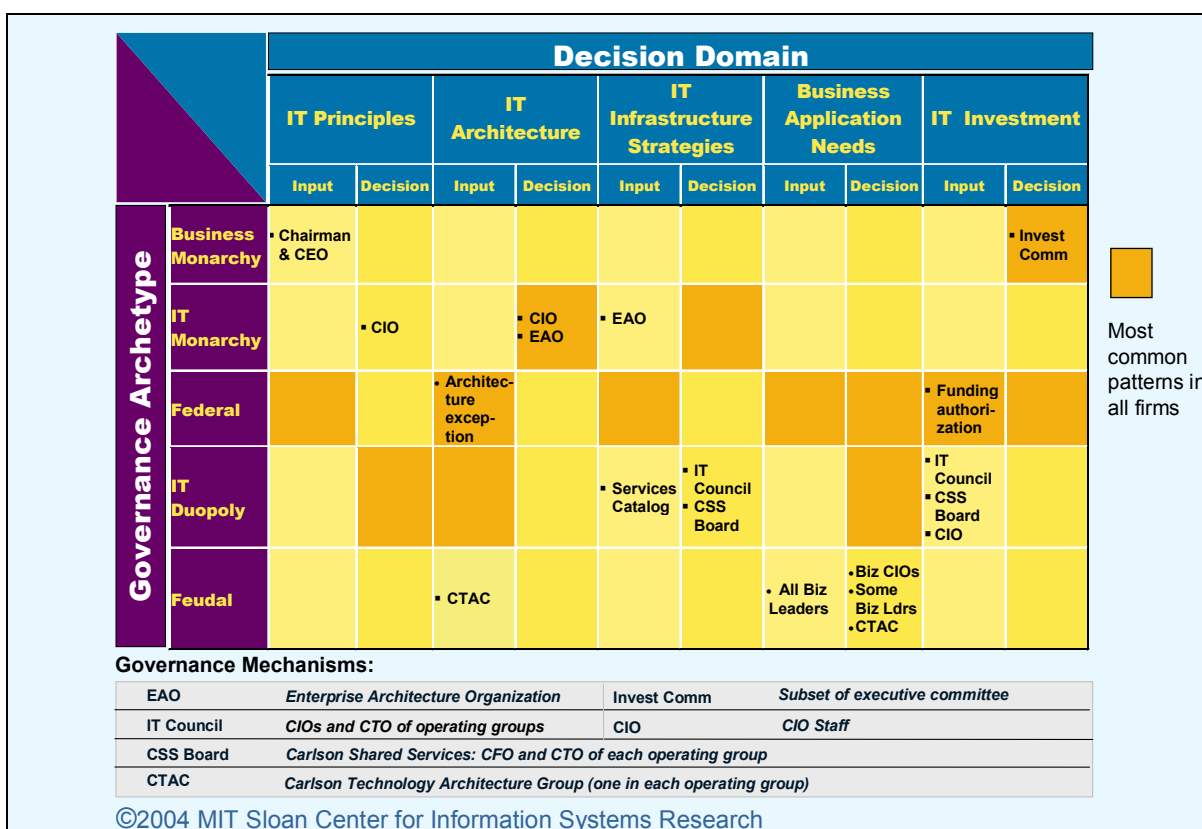 Decision Domain
IT Principles
IT
Architecture
IT
Infrastructure
Strategies
Business
Application
Needs
IT Investment
Input
Decision
Input
Decision
Input
Decision
Input
Decision
Input
Decision
Governance Archetype
Business
Monarchy
▪ Chairman
& CEO
▪ Invest
Comm
IT
Monarchy
▪ CIO
▪ CIO
▪ EAO
▪ EAO
Federal
• Architec-
ture
excep-
tion
▪ Funding
authori-
zation
IT
Duopoly
▪ Services
Catalog
▪ IT
Council
▪ CSS
Board
▪ IT
Council
▪ CSS
Board
▪ CIO
Feudal
▪ CTAC
• All Biz
Leaders
•Biz CIOs
•Some
Biz Ldrs
•CTAC
Most
common
patterns in
all firms
Governance Mechanisms:
EAO Enterprise Architecture Organization Invest Comm Subset of executive committee
IT Council CIOs and CTO of operating groups CIO CIO Staff
CSS Board Carlson Shared Services: CFO and CTO of each operating group
CTAC Carlson Technology Architecture Group (one in each operating group)
©2004 MIT Sloan Center for Information Systems Research